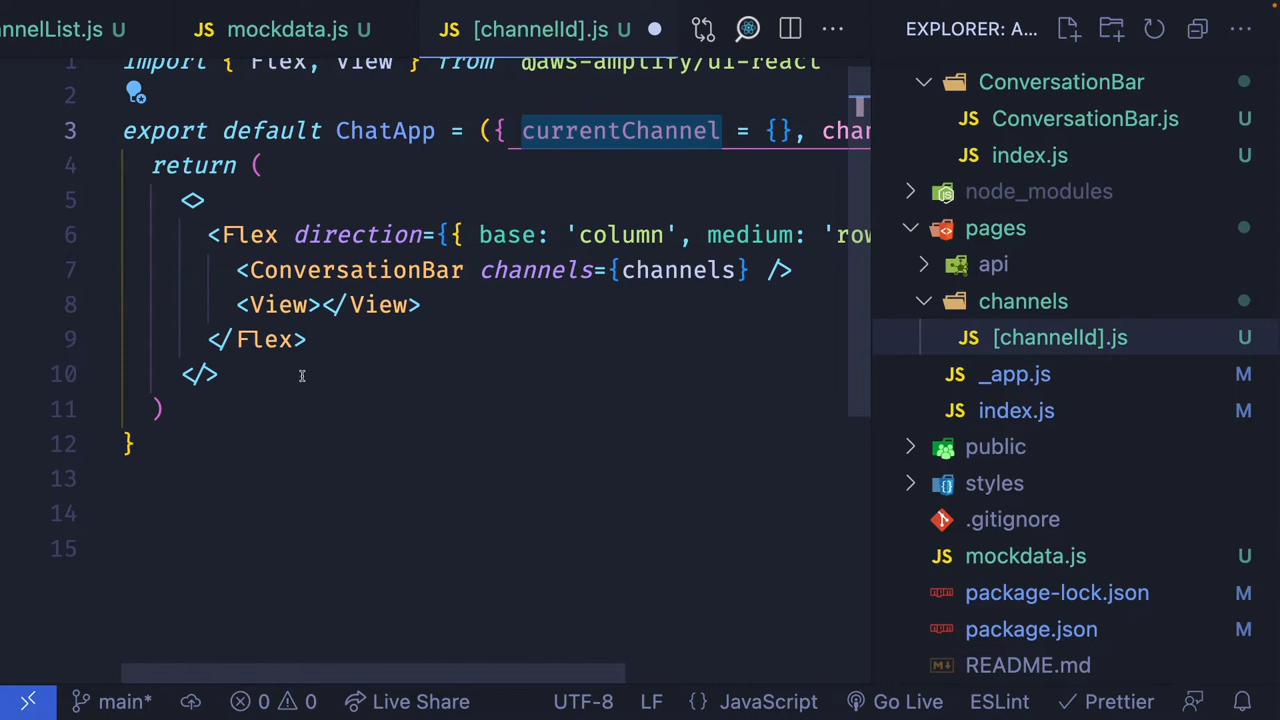 nnelList.js U
JS mockdata.js U
JS [channelId].js U
EXPLORER: A...
1 import { Flex, View } from '@aws-amplify/ui-react
2
3 export default ChatApp = ({ currentChannel = {}, chan
4 return (
5 <>
6 <Flex direction={{ base: 'column', medium: 'row
7 <ConversationBar channels={channels} />
8 <View></View>
9 </Flex>
10 </>
11 )
12 }
13
14
15
ConversationBar
JS ConversationBar.js U
JS index.js U
node_modules
pages
api
channels
JS [channelId].js U
JS _app.js M
JS index.js M
public
styles
.gitignore
JS mockdata.js U
package-lock.json M
package.json M
README.md
main* 0 0 Live Share UTF-8 LF {} JavaScript Go Live ESLint Prettier